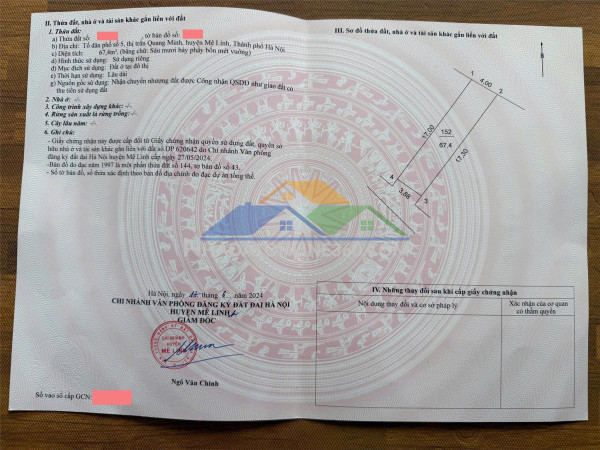 II. Thửa đất, nhà ở và tài sản khác gắn liền với đất
1. Thửa đất:
a) Thửa đất số: , tờ bản đồ số:
b) Địa chỉ: Tổ dân phố số 5, thị trấn Quang Minh, huyện Mê Linh, Thành phố Hà Nội
c) Diện tích: 67,4m², (bằng chữ: Sáu mươi bảy phẩy bốn mét vuông)
d) Hình thức sử dụng: Sử dụng riêng
đ) Mục đích sử dụng: Đất ở tại đô thị
e) Thời hạn sử dụng: Lâu dài
g) Nguồn gốc sử dụng: Nhận chuyển nhượng đất được Công nhận QSDĐ như giao đất có
thu tiền sử dụng đất
2. Nhà ở: -/-
3. Công trình xây dựng khác: -/-
4. Rừng sản xuất là rừng trồng: -/-
5. Cây lâu năm: -/-
6. Ghi chú:
- Giấy chứng nhận này được cấp đổi từ Giấy chứng nhận quyền sử dụng đất, quyền sở
hữu nhà ở và tài sản khác gắn liền với đất số DP 620642 do Chi nhánh Văn phòng
đăng ký đất đai Hà Nội huyện Mê Linh cấp ngày 27/05/2024.
- Bản đồ đo đạc năm 1997 là một phần thửa đất số 144, tờ bản đồ số 43.
- Số tờ bản đồ, số thửa xác định theo bản đồ địa chính đo đạc dự án tổng thể.
Hà Nội, ngày tháng 6 năm 2024
CHI NHÁNH VĂN PHÒNG ĐĂNG KÝ ĐẤT ĐAI HÀ NỘI
HUYỆN MÊ LINH
GIÁM ĐỐC
CHI NHÁNH
HUYỆN
MÊ LINH
Ngô Văn Chính
Số vào sổ cấp GCN:
III. Sơ đồ thửa đất, nhà ở và tài sản khác gắn liền với đất
B
1
4.00
2
17.00
152
67,4
17.30
4
3.88
3
IV. Những thay đổi sau khi cấp giấy chứng nhận
Nội dung thay đổi và cơ sở pháp lý
Xác nhận của cơ quan
có thẩm quyền